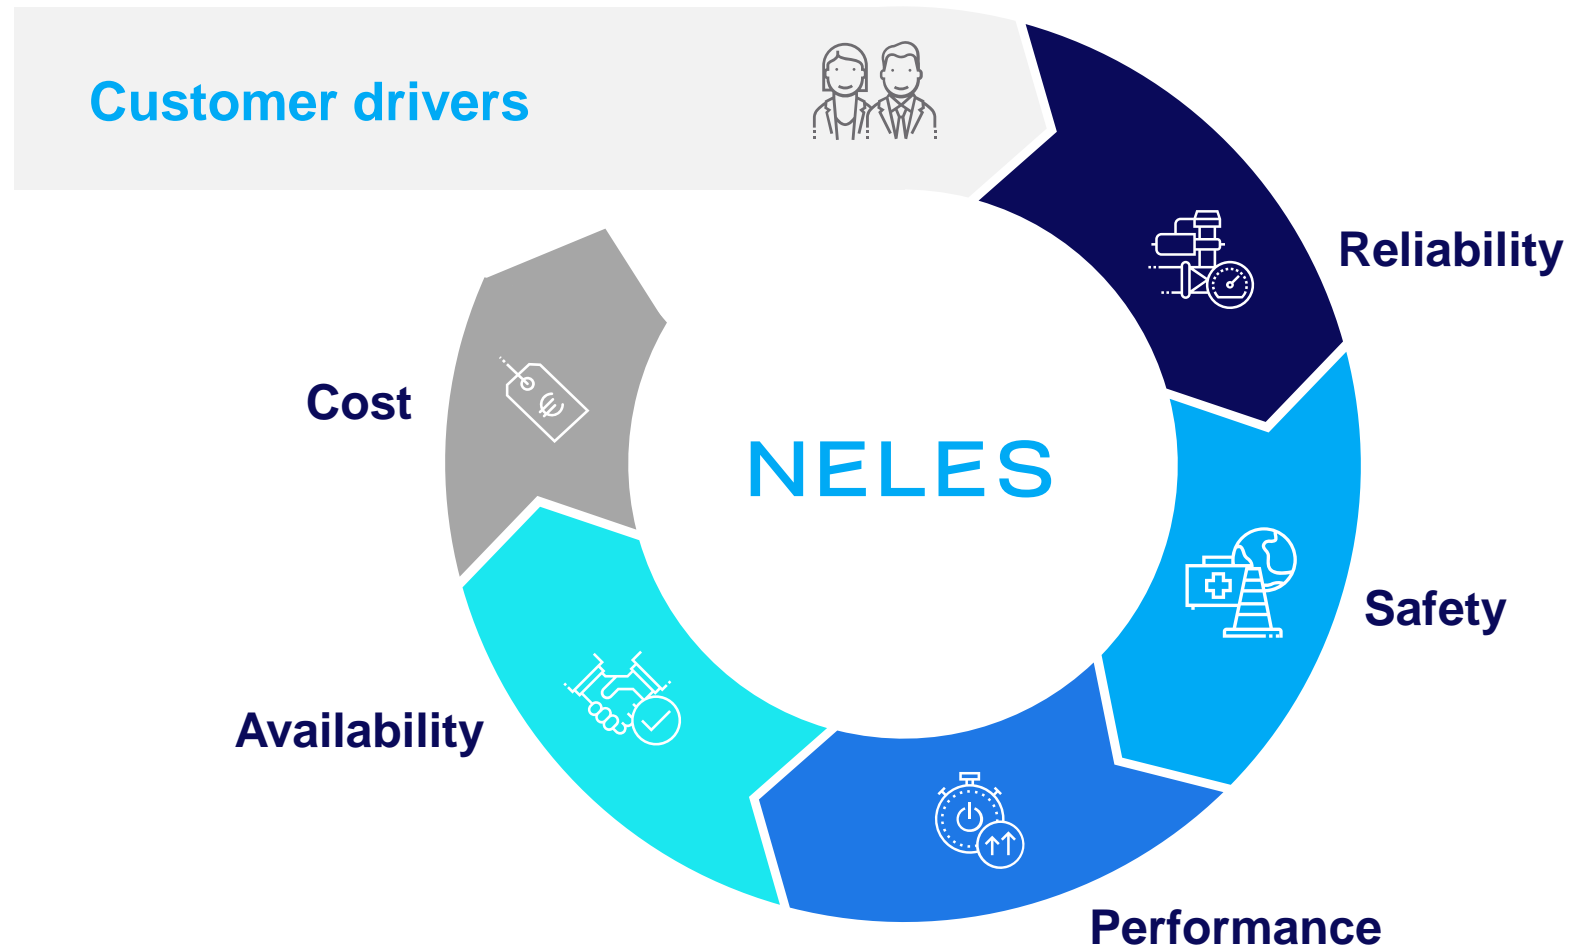 Customer drivers
Reliability
Cost
NELES
Safety
Availability
Performance